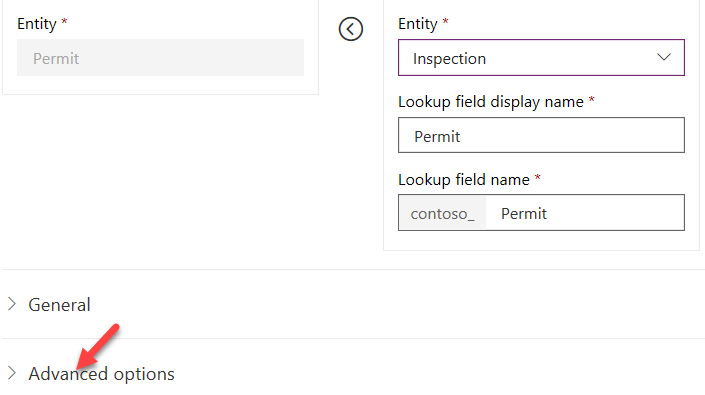 Entity *
Permit
Entity *
Inspection
Lookup field display name *
Permit
Lookup field name *
contoso_ Permit
General
Advanced options